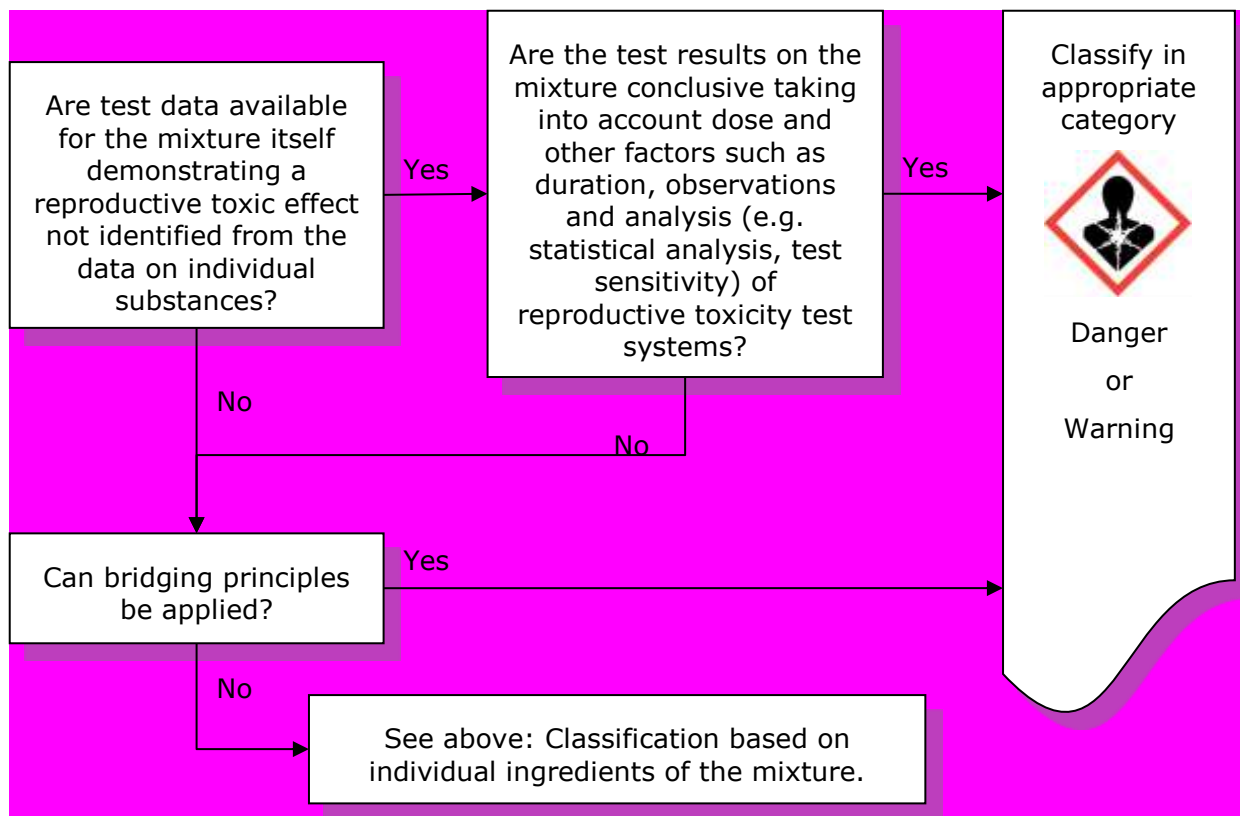 Are test data available
for the mixture itself
demonstrating a
reproductive toxic effect
not identified from the
data on individual
substances?
Yes
Are the test results on the
mixture conclusive taking
into account dose and
other factors such as
duration, observations
and analysis (e.g.
statistical analysis, test
sensitivity) of
reproductive toxicity test
systems?
Yes
Classify in
appropriate
category
Danger
or
Warning
No
No
Can bridging principles
be applied?
Yes
No
See above: Classification based on
individual ingredients of the mixture.